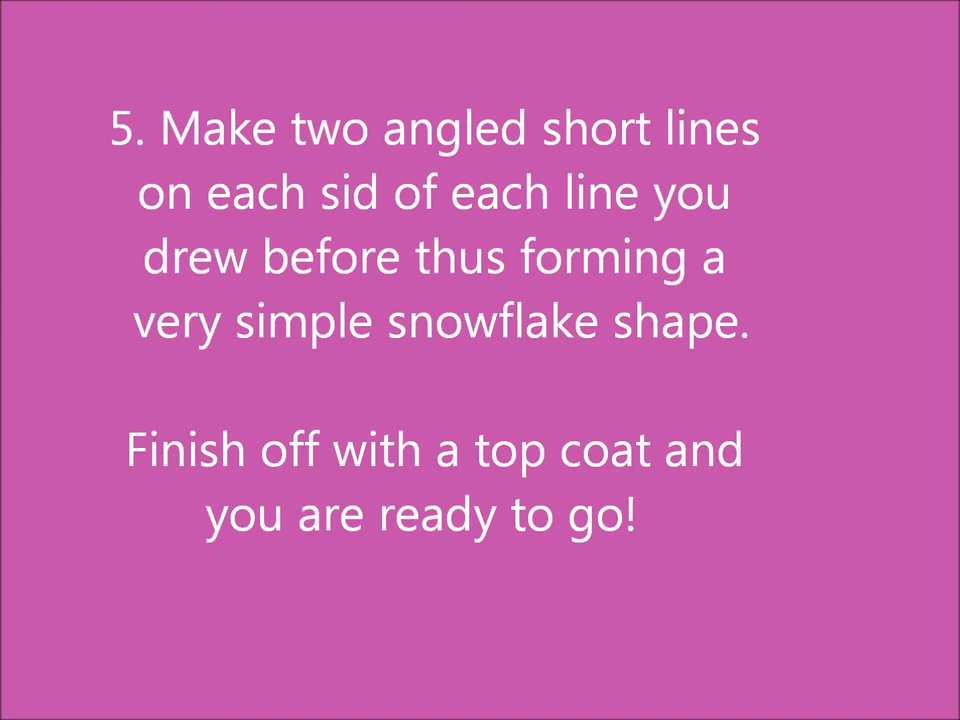 5. Make two angled short lines
on each sid of each line you
drew before thus forming a
very simple snowflake shape.
Finish off with a top coat and
you are ready to go!